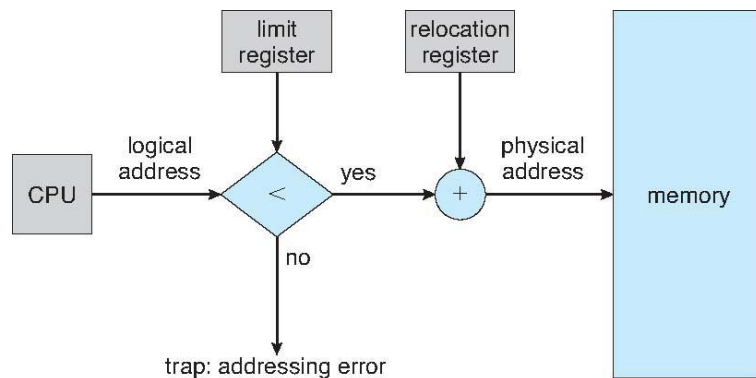 limit
register
relocation
register
logical
address
physical
address
CPU
<
yes
+
memory
no
trap: addressing error